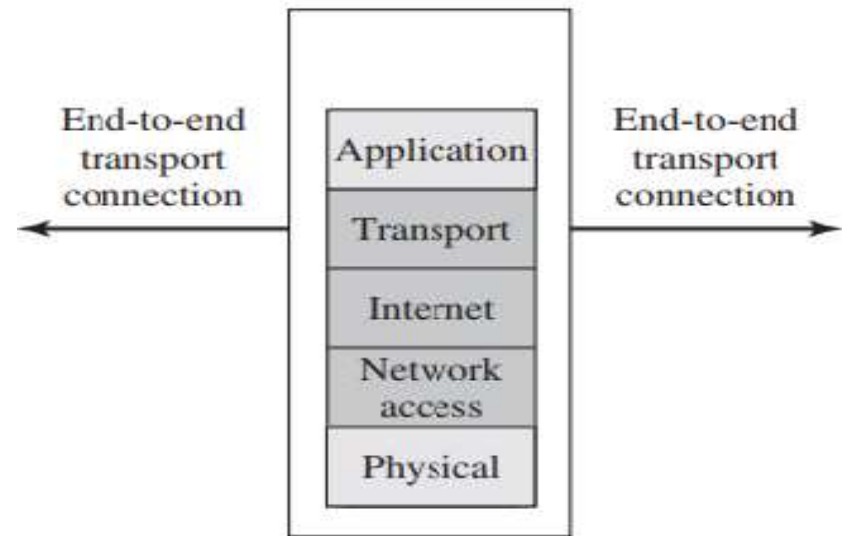 End-to-end
transport
connection
Application
Transport
Internet
Network
access
Physical
End-to-end
transport
connection